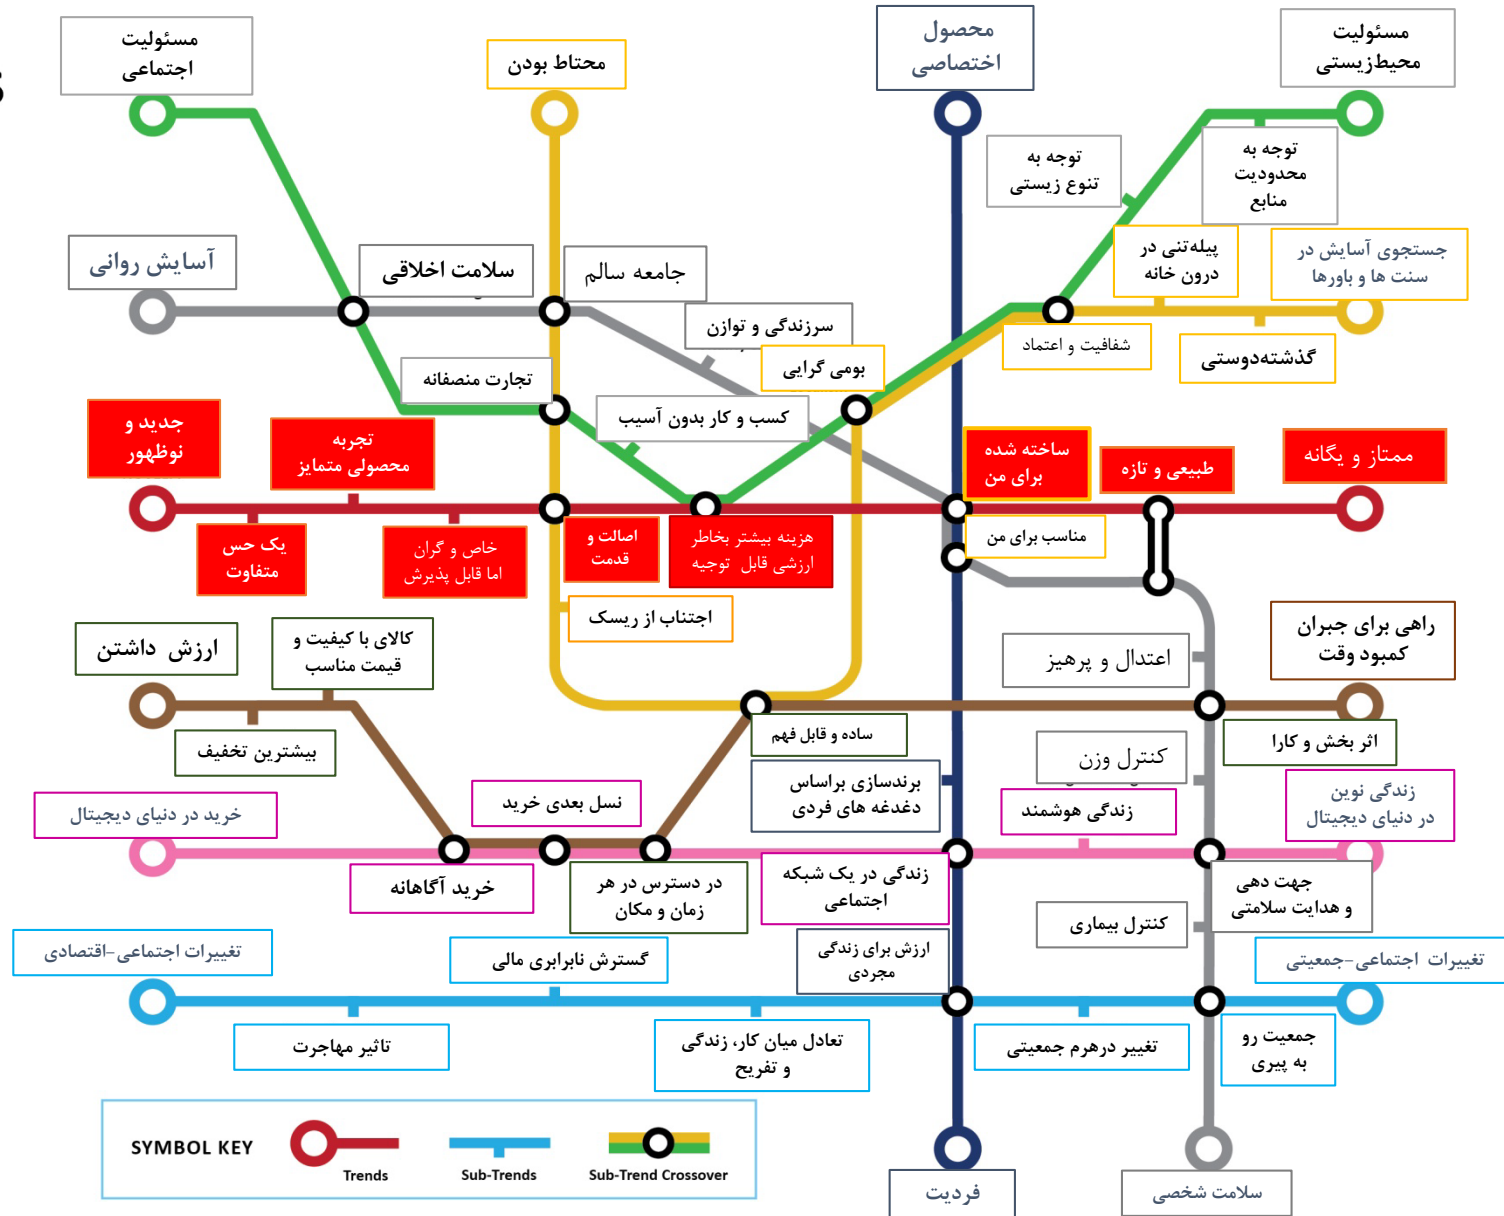 مسئولیت
اجتماعی
محتاط بودن
محصول
اختصاصی
مسئولیت
محیط‌زیستی
توجه به
تنوع زیستی
توجه به
محدودیت
منابع
آسایش روانی
سلامت اخلاقی
جامعه سالم
سرزندگی و توازن
پیله‌تنی در
درون خانه
جستجوی آسایش در
سنت ها و باورها
شفافیت و اعتماد
گذشته‌دوستی
تجارت منصفانه
بومی گرایی
کسب و کار بدون آسیب
جدید و
نوظهور
تجربه
محصولی متمایز
ساخته شده
برای من
طبیعی و تازه
ممتاز و یگانه
یک حس
متفاوت
خاص و گران
اما قابل پذیرش
اصالت و
قدمت
هزینه بیشتر بخاطر
ارزشی قابل توجیه
مناسب برای من
اجتناب از ریسک
ارزش داشتن
کالای با کیفیت و
قیمت مناسب
اعتدال و پرهیز
راهی برای جبران
کمبود وقت
بیشترین تخفیف
ساده و قابل فهم
اثر بخش و کارا
کنترل وزن
برندسازی براساس
دغدغه های فردی
خرید در دنیای دیجیتال
نسل بعدی خرید
زندگی هوشمند
زندگی نوین
در دنیای دیجیتال
خرید آگاهانه
در دسترس در هر
زمان و مکان
زندگی در یک شبکه
اجتماعی
جهت دهی
و هدایت سلامتی
کنترل بیماری
تغییرات اجتماعی-اقتصادی
گسترش نابرابری مالی
ارزش برای زندگی
مجردی
تغییرات اجتماعی-جمعیتی
تاثیر مهاجرت
تعادل میان کار، زندگی
و تفریح
تغییر درهرم جمعیتی
جمعیت رو
به پیری
SYMBOL KEY
Trends
Sub-Trends
Sub-Trend Crossover
فردیت
سلامت شخصی